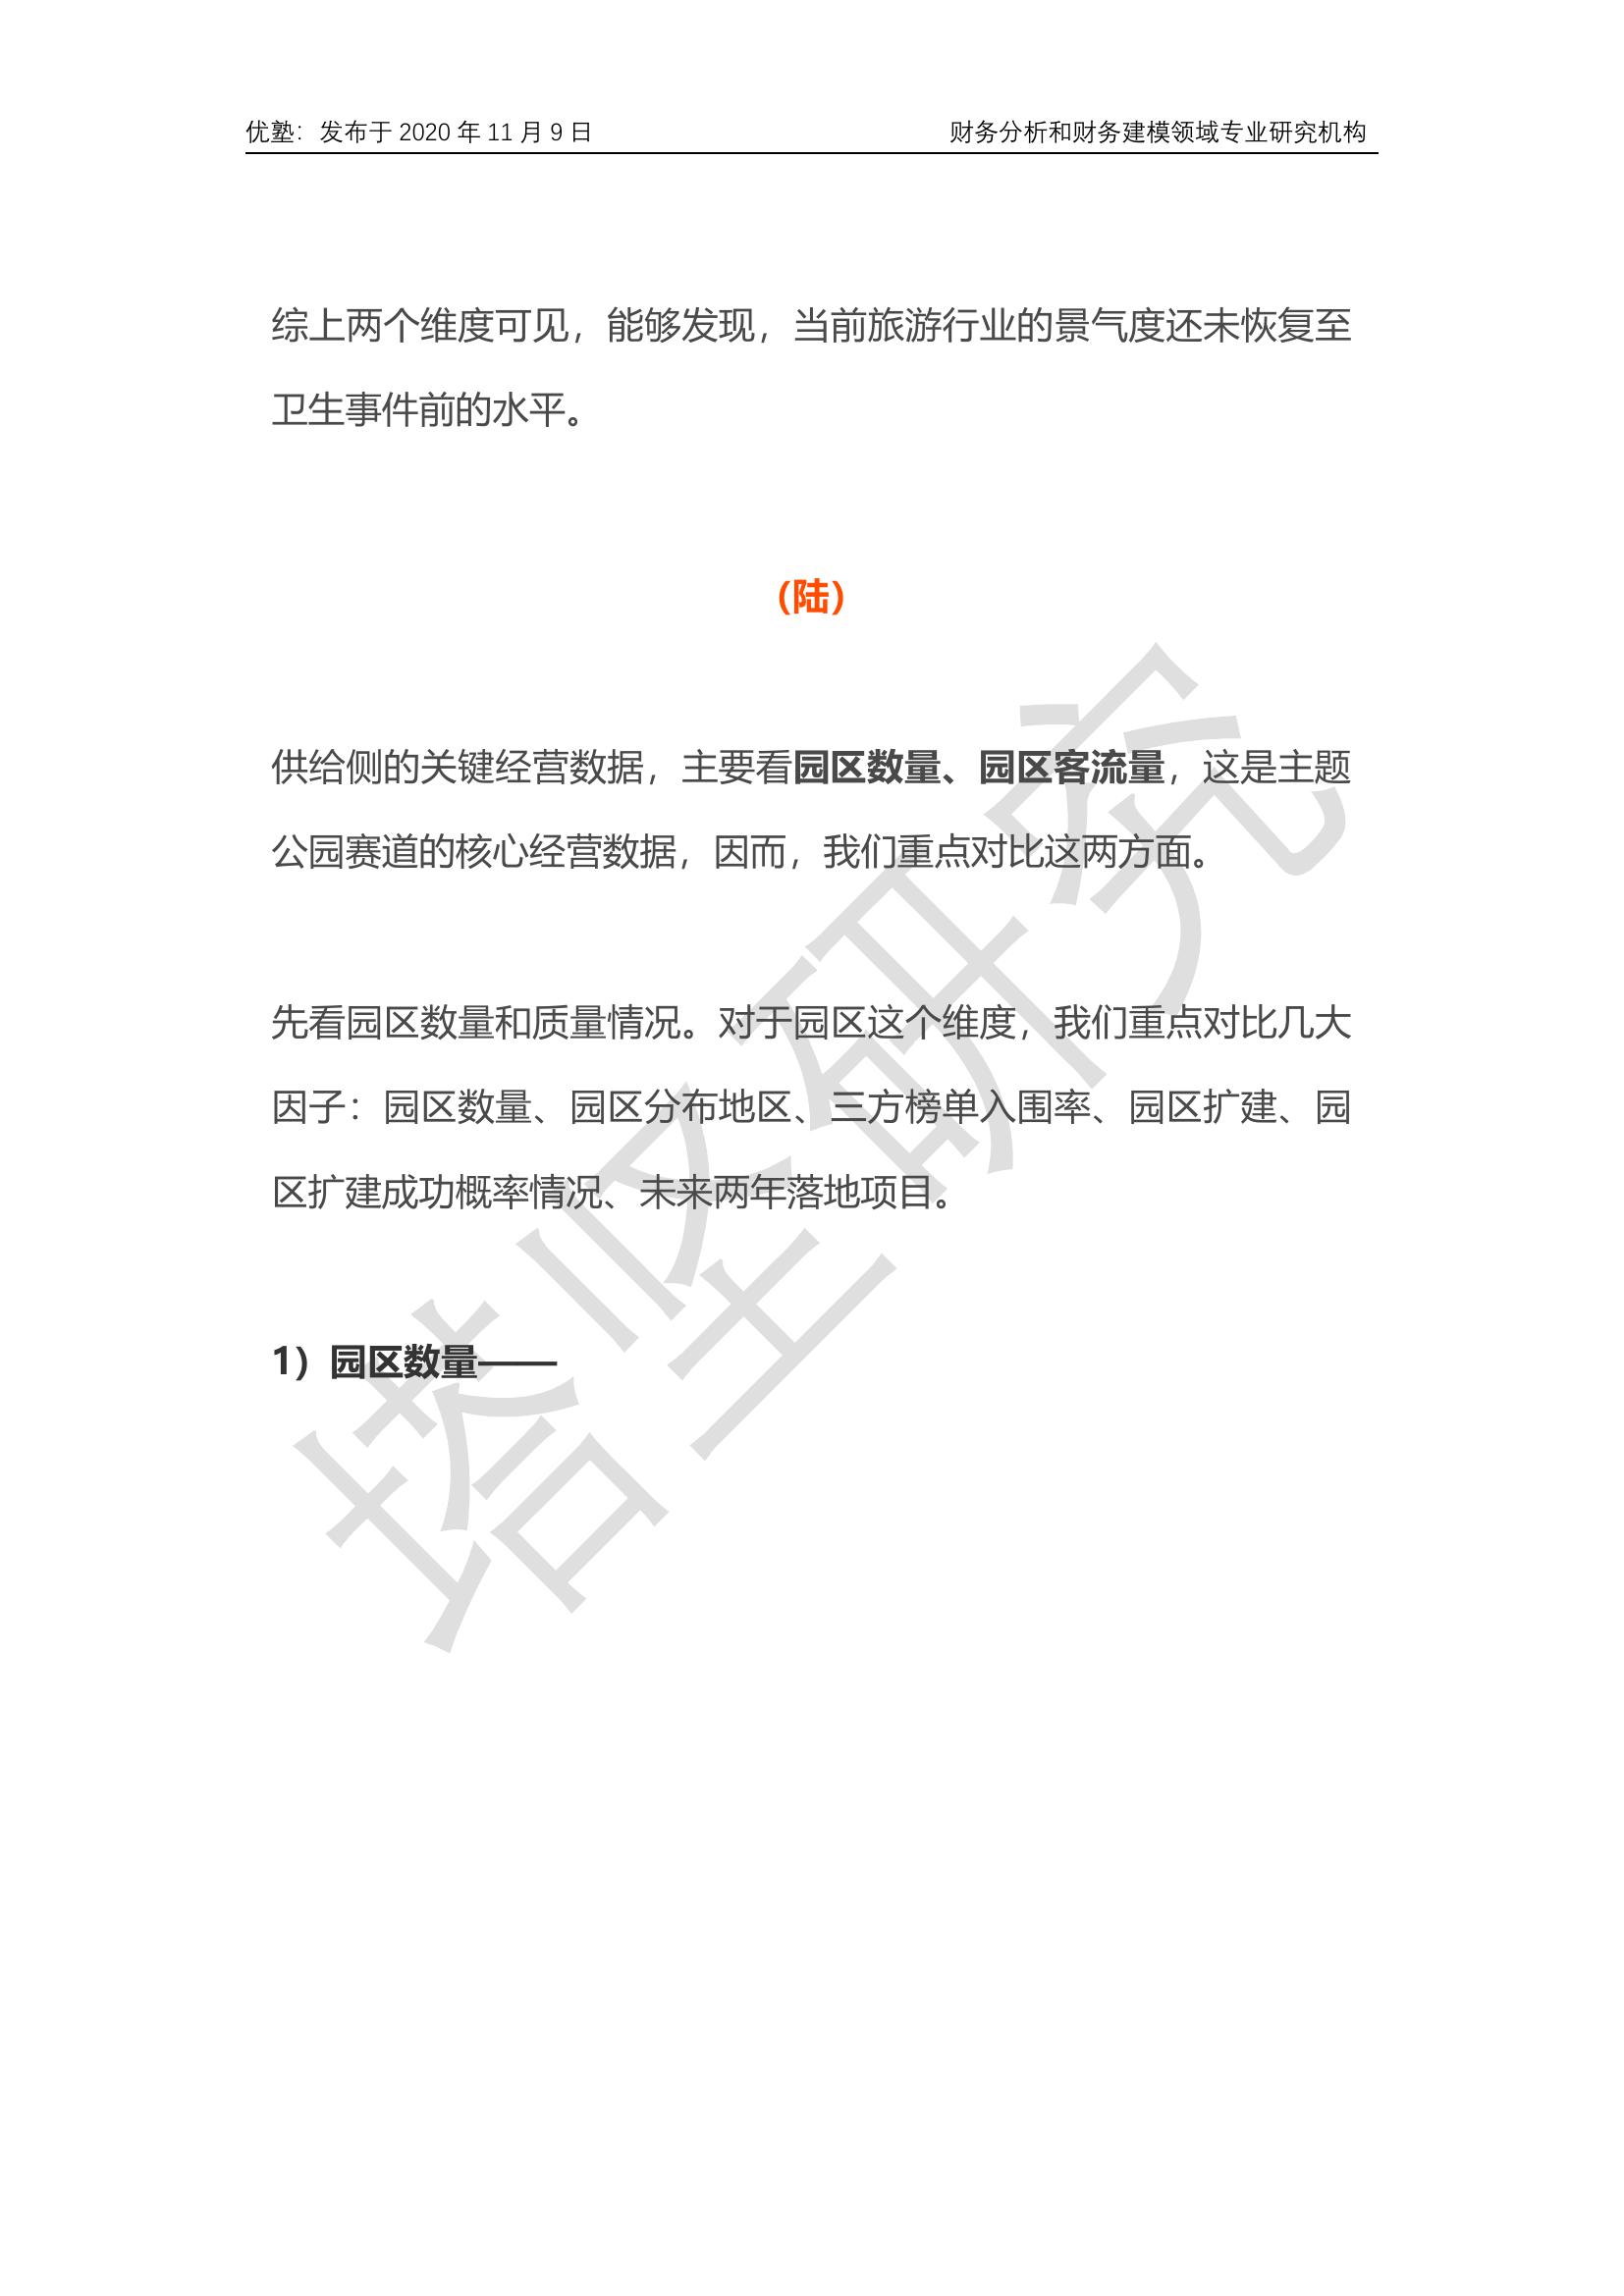 优塾：发布于 2020 年 11 月 9 日 财务分析和财务建模领域专业研究机构
综上两个维度可见，能够发现，当前旅游行业的景气度还未恢复至
卫生事件前的水平。
（陆）
供给侧的关键经营数据，主要看园区数量、园区客流量，这是主题
公园赛道的核心经营数据，因而，我们重点对比这两方面。
先看园区数量和质量情况。对于园区这个维度，我们重点对比几大
因子：园区数量、园区分布地区、三方榜单入围率、园区扩建、园
区扩建成功概率情况、未来两年落地项目。
1）园区数量——
塔坚研究